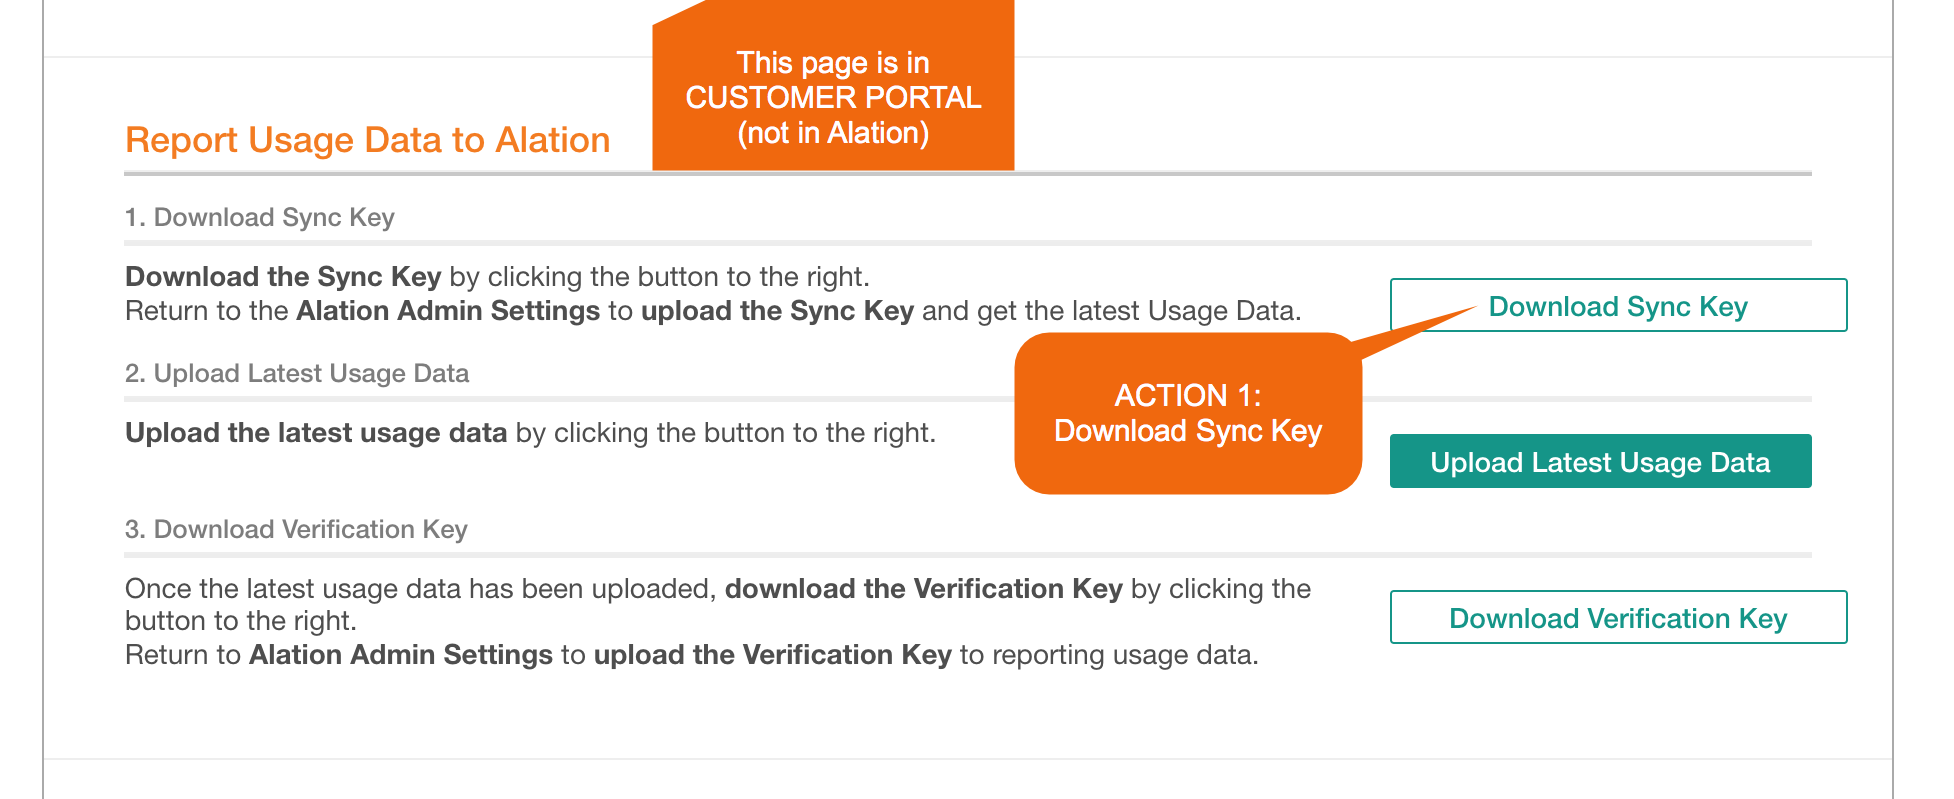 This page is in
CUSTOMER PORTAL
(not in Alation)
Report Usage Data to Alation
1. Download Sync Key
Download the Sync Key by clicking the button to the right.
Return to the Alation Admin Settings to upload the Sync Key and get the latest Usage Data.
Download Sync Key
ACTION 1:
Download Sync Key
2. Upload Latest Usage Data
Upload the latest usage data by clicking the button to the right.
Upload Latest Usage Data
3. Download Verification Key
Once the latest usage data has been uploaded, download the Verification Key by clicking the
button to the right.
Return to Alation Admin Settings to upload the Verification Key to reporting usage data.
Download Verification Key